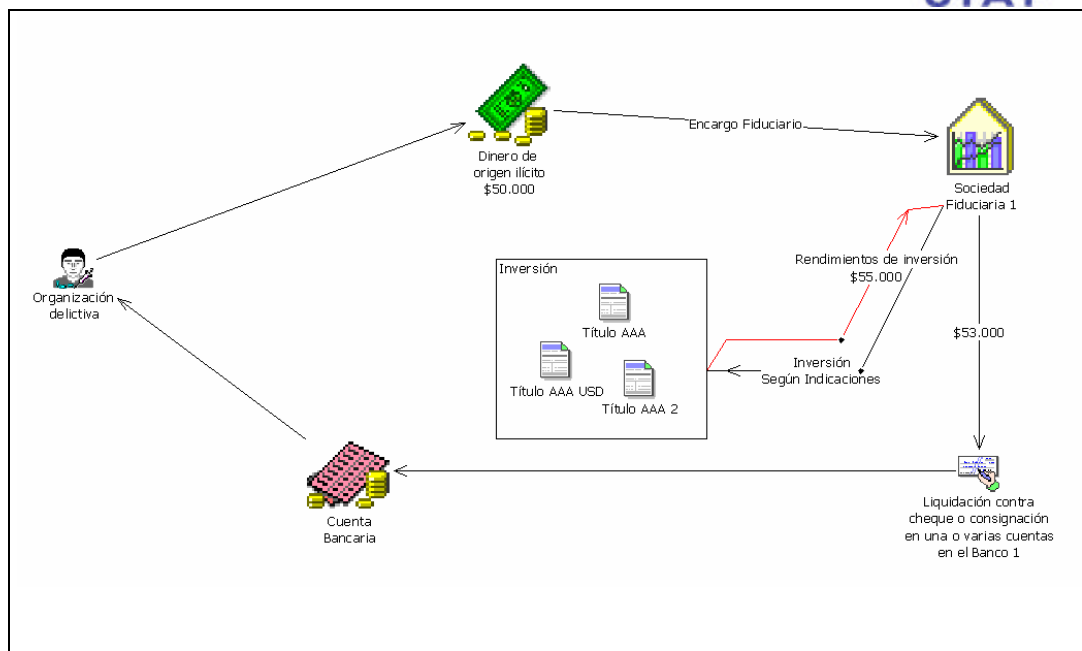 Dinero de
origen ilícito
$50.000
Encargo Fiduciario
Sociedad
Fiduciaria 1
Organización
delictiva
Inversión
Título AAA
Título AAA USD
Título AAA 2
Rendimientos de inversión
$55.000
Inversión
Según Indicaciones
$53.000
Cuenta
Bancaria
Liquidación contra
cheque o consignación
en una o varias cuentas
en el Banco 1